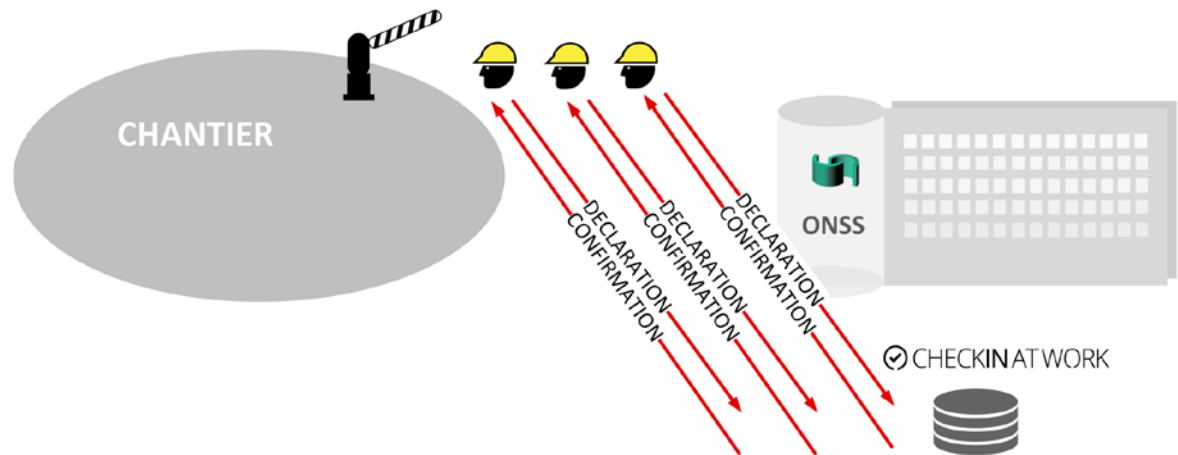 CHANTIER
DECLARATION
CONFIRMATION
DECLARATION
CONFIRMATION
DECLARATION
CONFIRMATION
ONSS
CHECKINATWORK